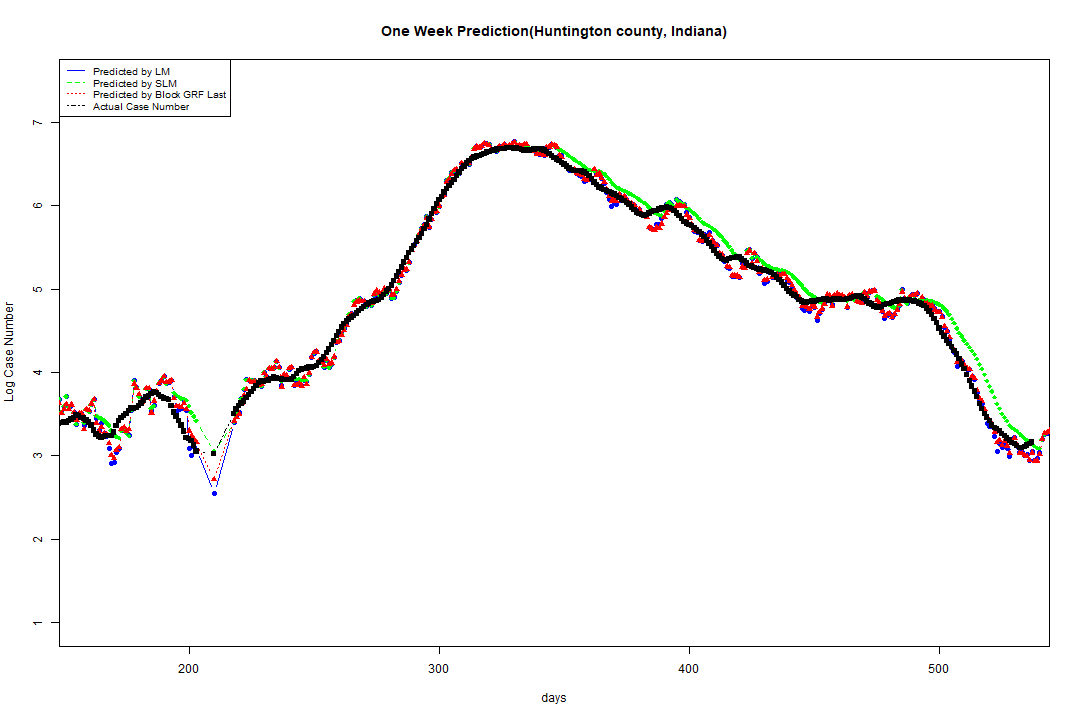 One Week Prediction(Huntington county, Indiana)
Predicted by LM
Predicted by SLM
Predicted by Block GRF Last
Actual Case Number
7
6
5
4
3
2
1
Log Case Number
200 300 400 500
days